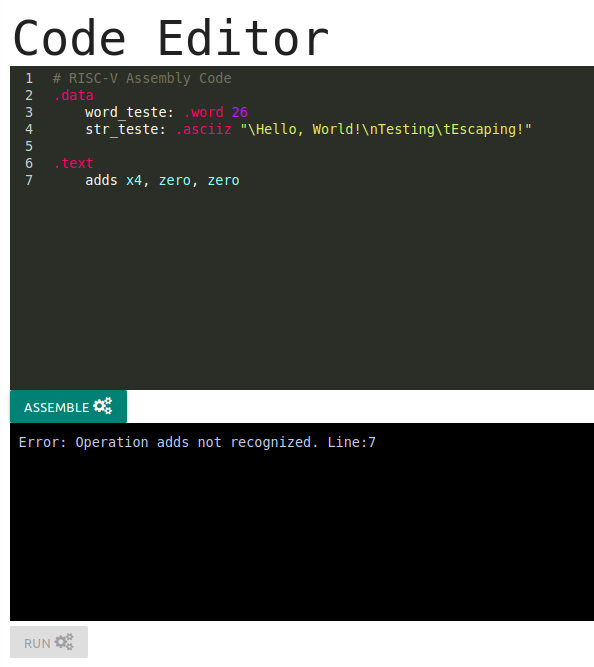 Code Editor
1 # RISC-V Assembly Code
2 .data
3 word_teste: .word 26
4 str_teste: .asciiz "\Hello, World!\nTesting\tEscaping!"
5
6 .text
7 adds x4, zero, zero
ASSEMBLE
Error: Operation adds not recognized. Line:7
RUN